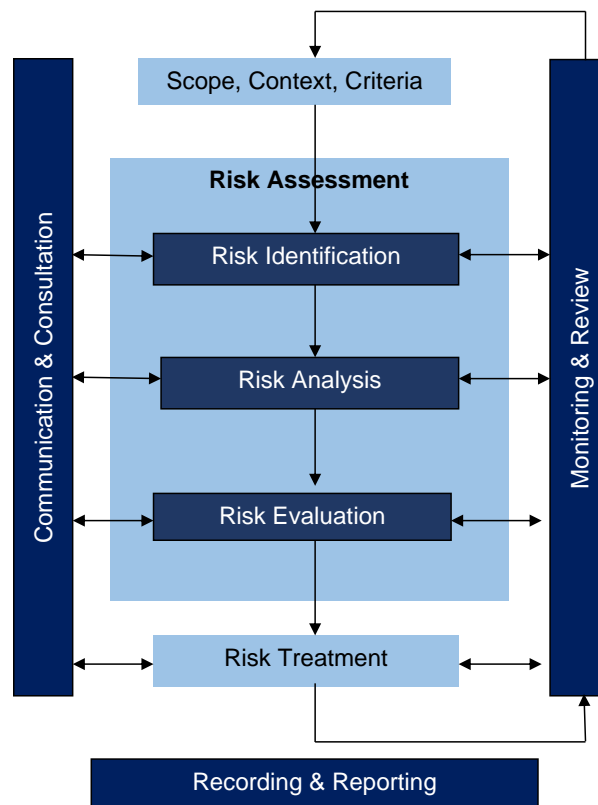 Scope, Context, Criteria
Risk Assessment
Communication & Consultation
Risk Identification
Monitoring & Review
Risk Analysis
Risk Evaluation
Risk Treatment
Recording & Reporting